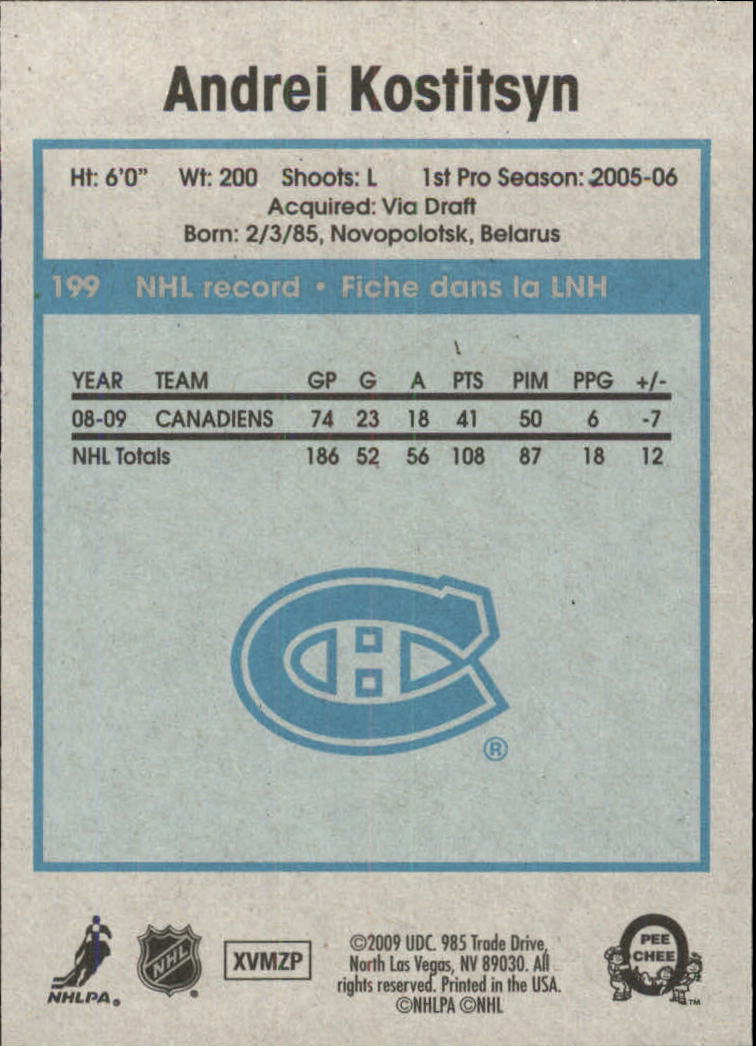 Andrei Kostitsyn
Ht: 6'0" Wt: 200 Shoots: L 1st Pro Season: 2005-06
Acquired: Via Draft
Born: 2/3/85, Novopolotsk, Belarus
199 NHL record • Fiche dans la LNH
YEAR TEAM GP G A PTS PIM PPG +/-
08-09 CANADIENS 74 23 18 41 50 6 -7
NHL Totals 186 52 56 108 87 18 12
CH
®
©2009 UDC. 985 Trade Drive,
North Las Vegas, NV 89030. All
rights reserved. Printed in the USA.
©NHLPA ©NHL
NHLPA®
NHL®
XVMZP
O
PEE
CHEE
™